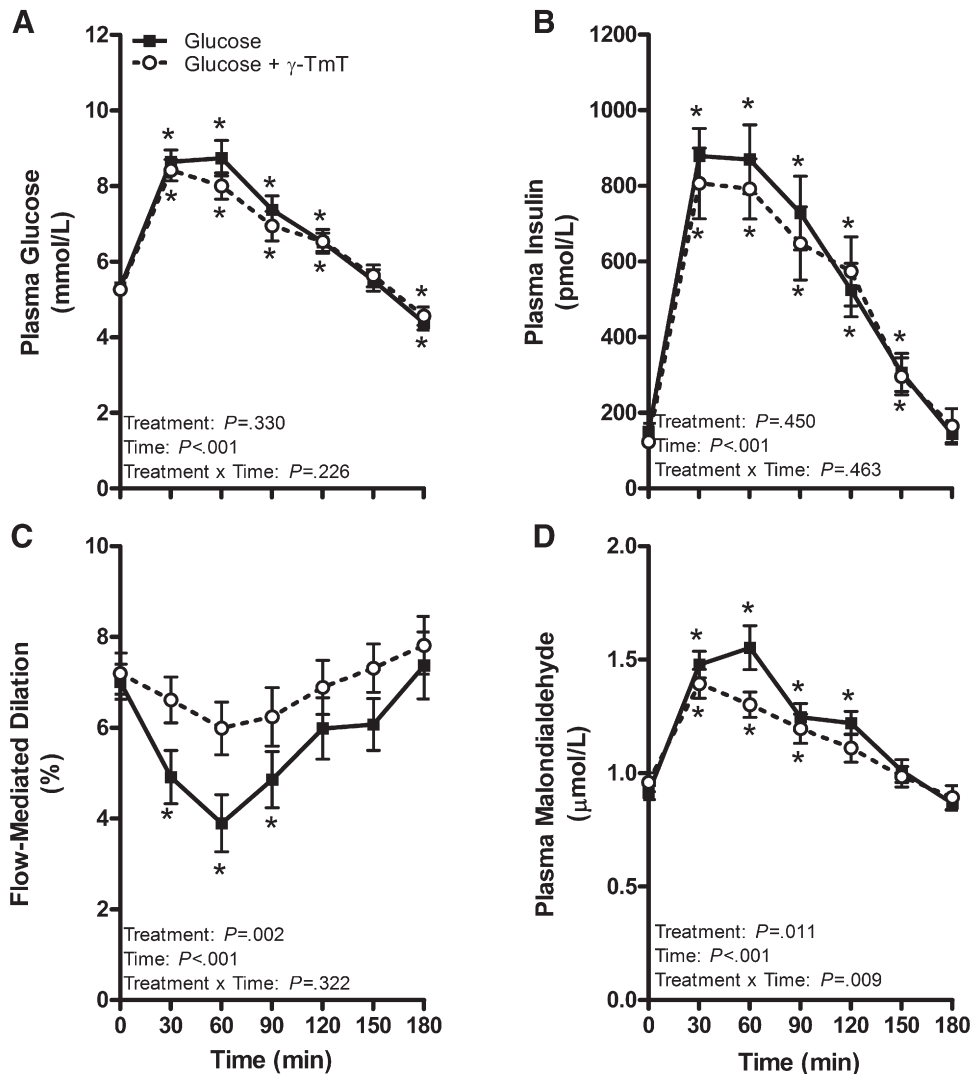 A
12
10
8
6
4
2
0
Plasma Glucose
(mmol/L)
Glucose
Glucose + γ-TmT
* * * *
* * * *
*
*
Treatment: P=.330
Time: P<.001
Treatment x Time: P=.226
B
1200
1000
800
600
400
200
0
Plasma Insulin
(pmol/L)
* * * * *
* * * * *
Treatment: P=.450
Time: P<.001
Treatment x Time: P=.463
C
10
8
6
4
2
0
Flow-Mediated Dilation
(%)
* * *
Treatment: P=.002
Time: P<.001
Treatment x Time: P=.322
0 30 60 90 120 150 180
Time (min)
D
2.0
1.5
1.0
0.5
0.0
Plasma Malondialdehyde
(μmol/L)
* * * *
* * *
Treatment: P=.011
Time: P<.001
Treatment x Time: P=.009
0 30 60 90 120 150 180
Time (min)